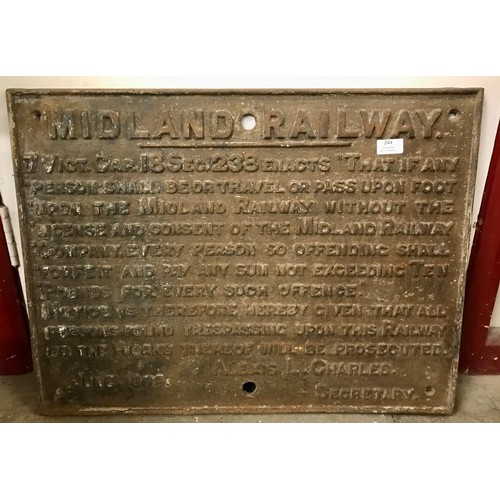 MIDLAND RAILWAY.
241
7 VICT. CAP. 18 SEC. 238 ENACTS "THAT IF ANY
"PERSON SHALL BE OR TRAVEL OR PASS UPON FOOT
"UPON THE MIDLAND RAILWAY WITHOUT THE
"LICENSE AND CONSENT OF THE MIDLAND RAILWAY
"COMPANY, EVERY PERSON SO OFFENDING SHALL
"FORFEIT AND PAY ANY SUM NOT EXCEEDING TEN
"POUNDS FOR EVERY SUCH OFFENCE."
NOTICE IS THEREFORE HEREBY GIVEN THAT ALL
PERSONS FOUND TRESPASSING UPON THIS RAILWAY
OR THE WORKS THEREOF WILL BE PROSECUTED.
JUNE ALEXIS L. CHARLES.
SECRETARY.